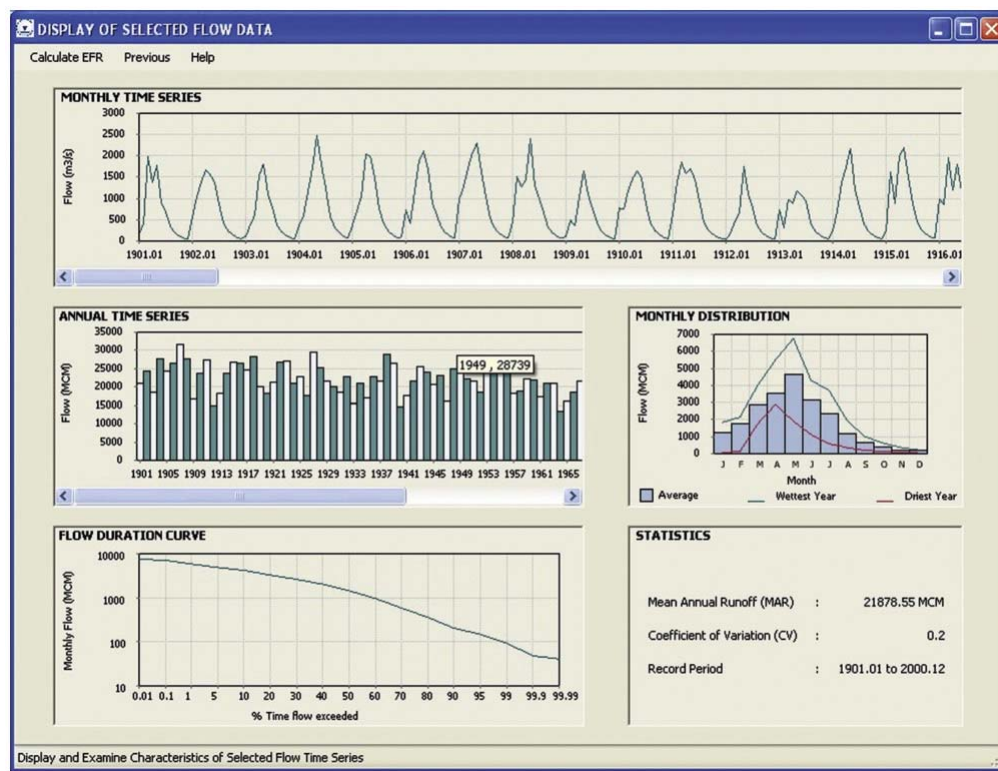 DISPLAY OF SELECTED FLOW DATA
Calculate EFR Previous Help
MONTHLY TIME SERIES
Flow (m3/s)
3000
2500
2000
1500
1000
500
0
1901.01 1902.01 1903.01 1904.01 1905.01 1906.01 1907.01 1908.01 1909.01 1910.01 1911.01 1912.01 1913.01 1914.01 1915.01 1916.01
ANNUAL TIME SERIES
Flow (MCM)
35000
30000
25000
20000
15000
10000
5000
0
1949 , 28739
1901 1905 1909 1913 1917 1921 1925 1929 1933 1937 1941 1945 1949 1953 1957 1961 1965
MONTHLY DISTRIBUTION
Flow (MCM)
7000
6000
5000
4000
3000
2000
1000
0
J F M A M J J A S O N D
Month
Average Wettest Year Driest Year
FLOW DURATION CURVE
Monthly Flow (MCM)
10000
1000
100
10
0.01 0.1 1 5 10 20 30 40 50 60 70 80 90 95 99 99.9 99.99
% Time flow exceeded
STATISTICS
Mean Annual Runoff (MAR) : 21878.55 MCM
Coefficient of Variation (CV) : 0.2
Record Period : 1901.01 to 2000.12
Display and Examine Characteristics of Selected Flow Time Series